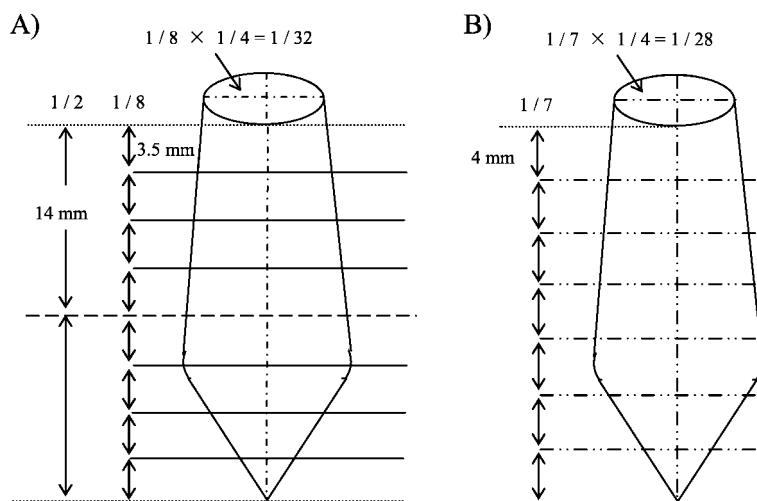 A)
1 / 8 × 1 / 4 = 1 / 32
1 / 2 1 / 8
3.5 mm
14 mm
B)
1 / 7 × 1 / 4 = 1 / 28
1 / 7
4 mm